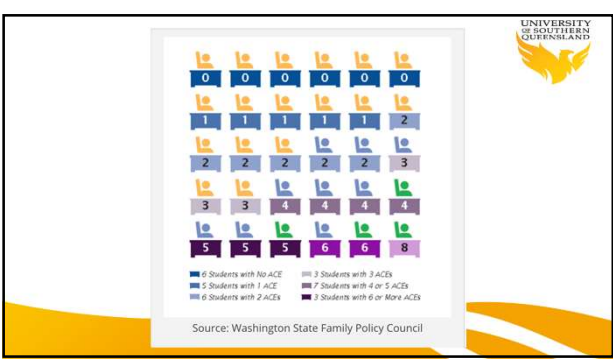 UNIVERSITY
OF SOUTHERN
QUEENSLAND
0 0 0 0 0 0
1 1 1 1 1 2
2 2 2 2 2 3
3 3 4 4 4 4
5 5 5 6 6 8
6 Students with No ACE
5 Students with 1 ACE
6 Students with 2 ACEs
3 Students with 3 ACEs
7 Students with 4 or 5 ACEs
3 Students with 6 or More ACEs
Source: Washington State Family Policy Council